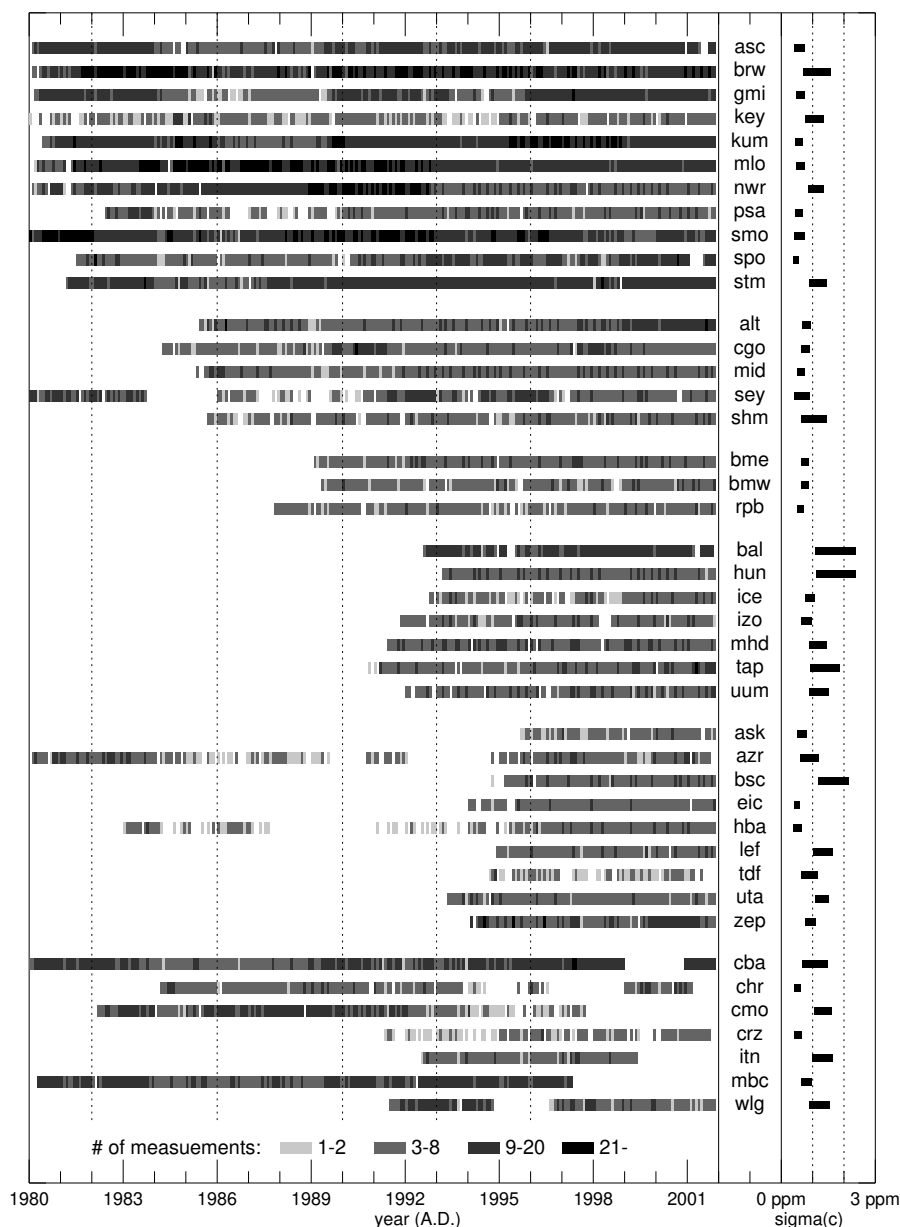 asc
brw
gmi
key
kum
mlo
nwr
psa
smo
spo
stm
alt
cgo
mid
sey
shm
bme
bmw
rpb
bal
hun
ice
izo
mhd
tap
uum
ask
azr
bsc
eic
hba
lef
tdf
uta
zep
cba
chr
cmo
crz
itn
mbc
wlg
# of measuements: 1-2 3-8 9-20 21-
1980 1983 1986 1989 1992 1995 1998 2001 0 ppm 3 ppm
year (A.D.) sigma(c)